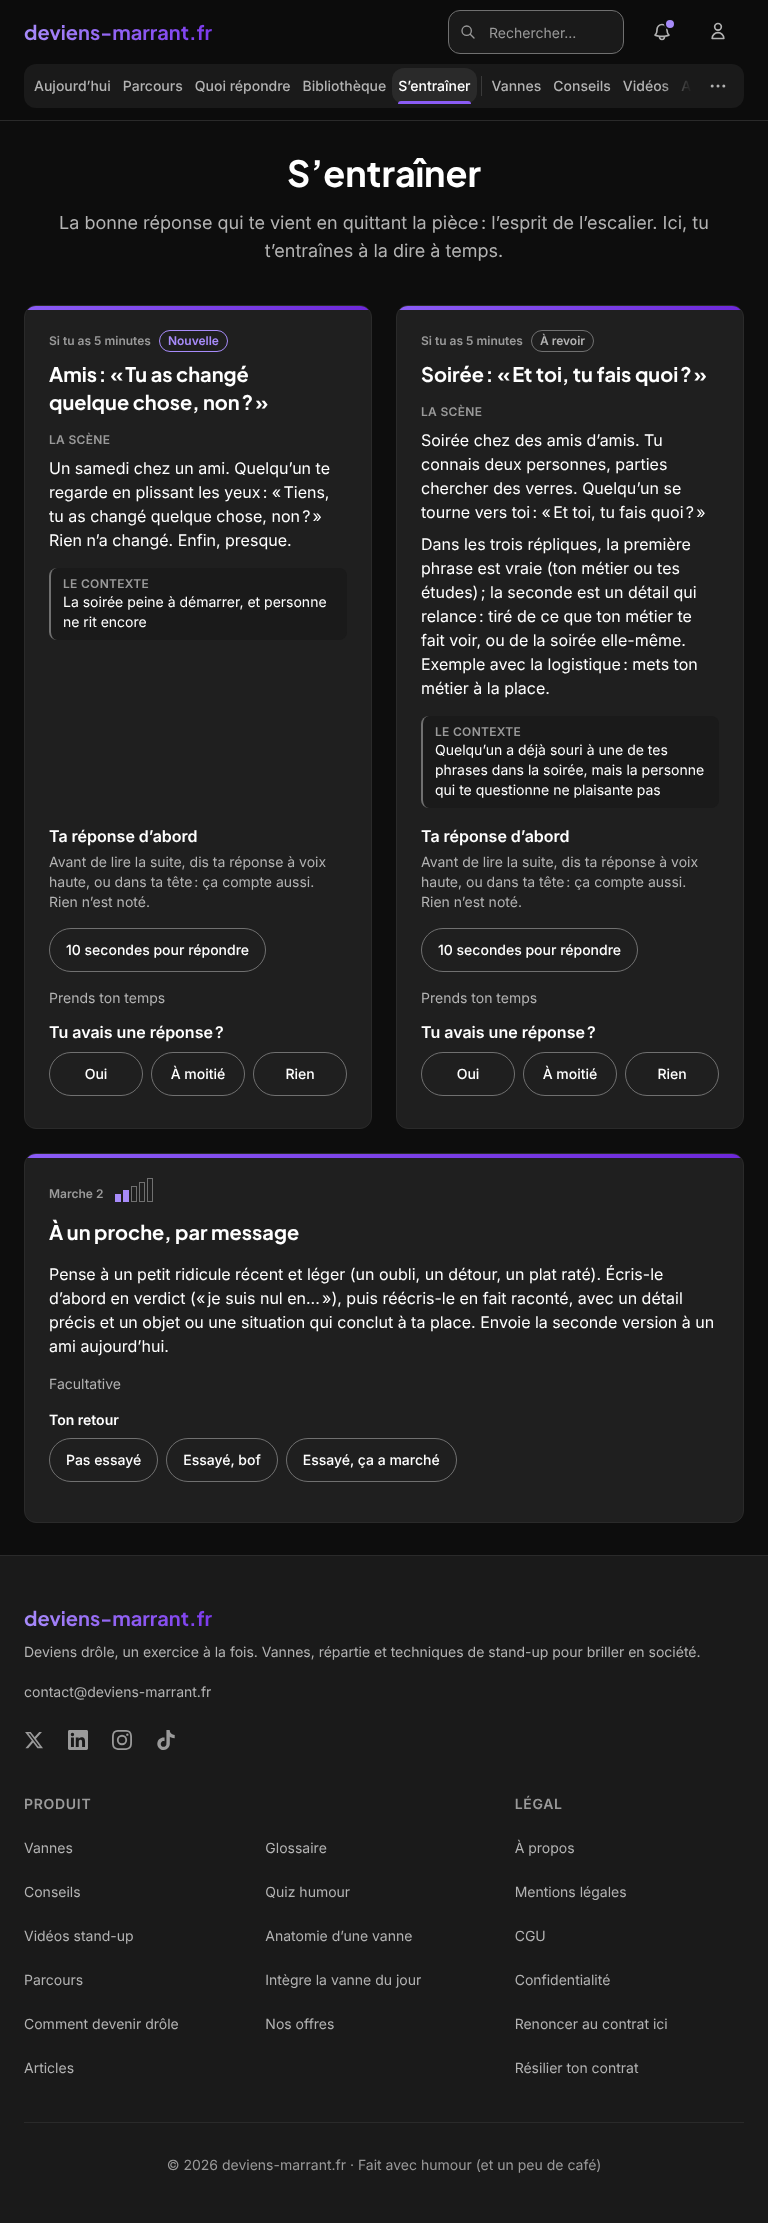 deviens-marrant.fr
Rechercher…
Aujourd’hui Parcours Quoi répondre Bibliothèque S’entraîner Vannes Conseils Vidéos
S’entraîner
La bonne réponse qui te vient en quittant la pièce : l’esprit de l’escalier. Ici, tu
t’entraînes à la dire à temps.
Si tu as 5 minutes Nouvelle
Amis : « Tu as changé
quelque chose, non ? »
LA SCÈNE
Un samedi chez un ami. Quelqu’un te
regarde en plissant les yeux : « Tiens,
tu as changé quelque chose, non ? »
Rien n’a changé. Enfin, presque.
LE CONTEXTE
La soirée peine à démarrer, et personne
ne rit encore
Ta réponse d’abord
Avant de lire la suite, dis ta réponse à voix
haute, ou dans ta tête : ça compte aussi.
Rien n’est noté.
10 secondes pour répondre
Prends ton temps
Tu avais une réponse ?
Oui À moitié Rien
Si tu as 5 minutes À revoir
Soirée : « Et toi, tu fais quoi ? »
LA SCÈNE
Soirée chez des amis d’amis. Tu
connais deux personnes, parties
chercher des verres. Quelqu’un se
tourne vers toi : « Et toi, tu fais quoi ? »
Dans les trois répliques, la première
phrase est vraie (ton métier ou tes
études) ; la seconde est un détail qui
relance : tiré de ce que ton métier te
fait voir, ou de la soirée elle-même.
Exemple avec la logistique : mets ton
métier à la place.
LE CONTEXTE
Quelqu’un a déjà souri à une de tes
phrases dans la soirée, mais la personne
qui te questionne ne plaisante pas
Ta réponse d’abord
Avant de lire la suite, dis ta réponse à voix
haute, ou dans ta tête : ça compte aussi.
Rien n’est noté.
10 secondes pour répondre
Prends ton temps
Tu avais une réponse ?
Oui À moitié Rien
Marche 2
À un proche, par message
Pense à un petit ridicule récent et léger (un oubli, un détour, un plat raté). Écris-le
d’abord en verdict (« je suis nul en… »), puis réécris-le en fait raconté, avec un détail
précis et un objet ou une situation qui conclut à ta place. Envoie la seconde version à un
ami aujourd’hui.
Facultative
Ton retour
Pas essayé Essayé, bof Essayé, ça a marché
deviens-marrant.fr
Deviens drôle, un exercice à la fois. Vannes, répartie et techniques de stand-up pour briller en société.
contact@deviens-marrant.fr
PRODUIT
Vannes
Conseils
Vidéos stand-up
Parcours
Comment devenir drôle
Articles
Glossaire
Quiz humour
Anatomie d’une vanne
Intègre la vanne du jour
Nos offres
LÉGAL
À propos
Mentions légales
CGU
Confidentialité
Renoncer au contrat ici
Résilier ton contrat
© 2026 deviens-marrant.fr · Fait avec humour (et un peu de café)